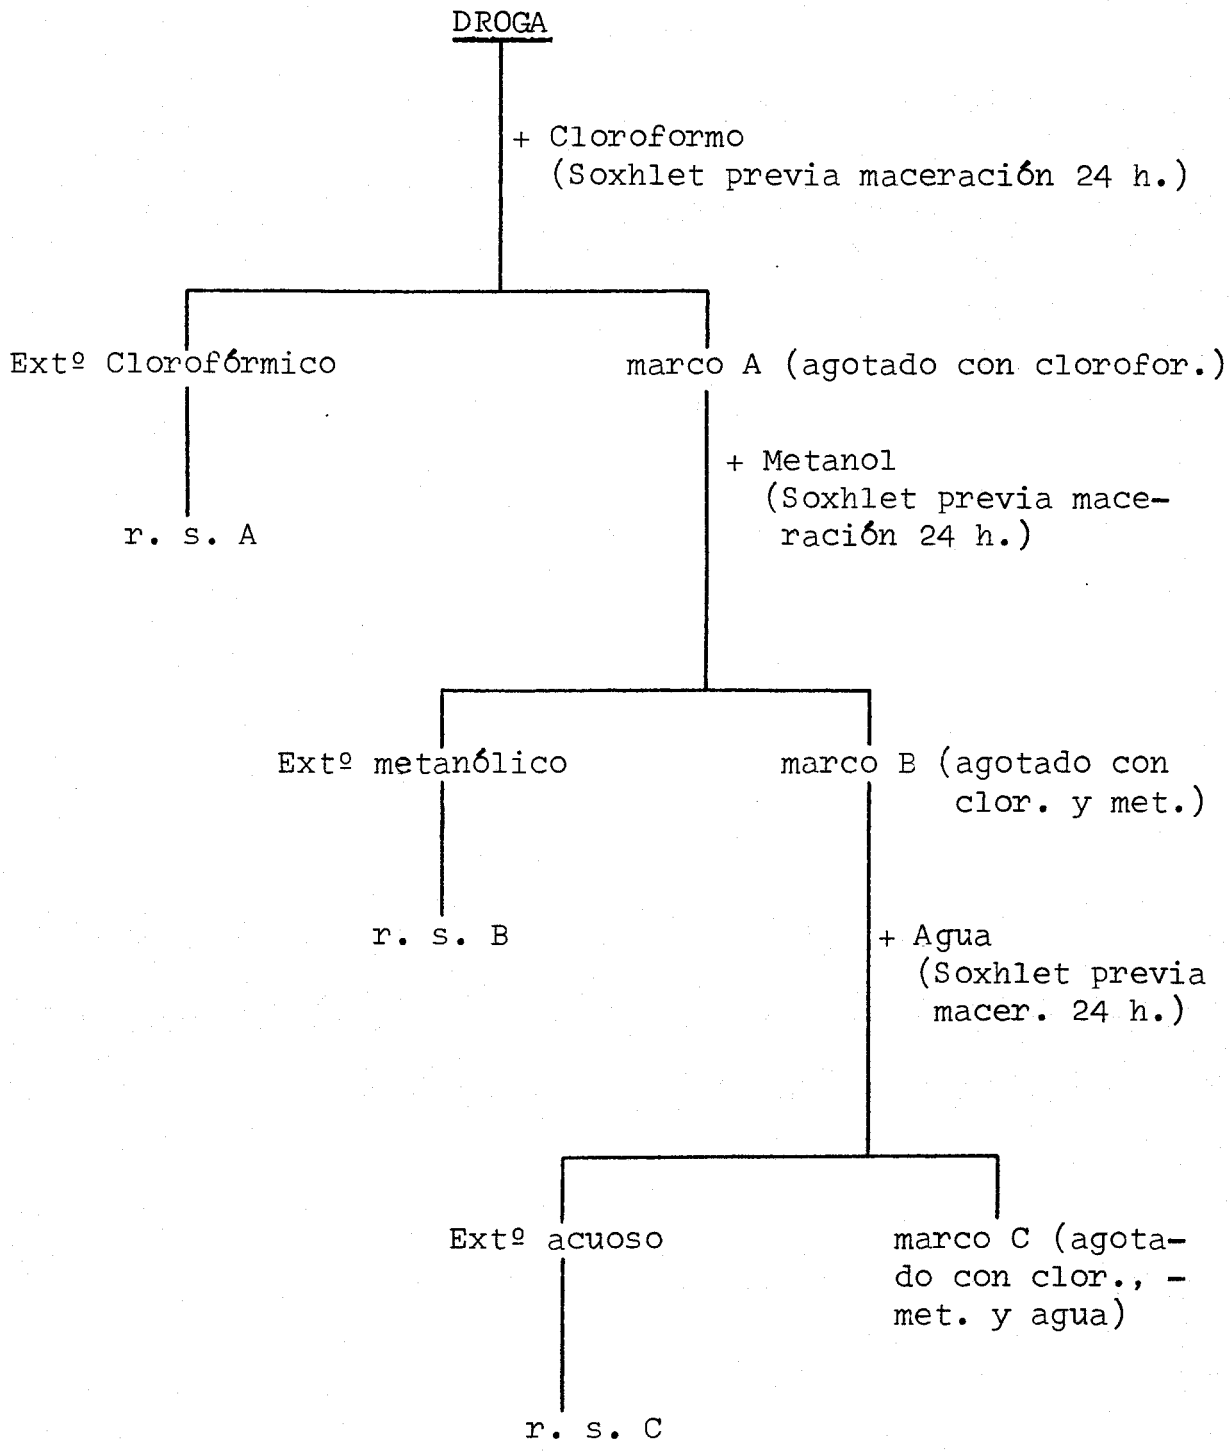 DROGA
+ Cloroformo
(Soxhlet previa maceración 24 h.)
Extº Clorofórmico
marco A (agotado con clorofor.)
+ Metanol
(Soxhlet previa mace-
ración 24 h.)
r. s. A
Extº metanólico
marco B (agotado con
clor. y met.)
r. s. B
+ Agua
(Soxhlet previa
macer. 24 h.)
Extº acuoso
marco C (agota-
do con clor., -
met. y agua)
r. s. C